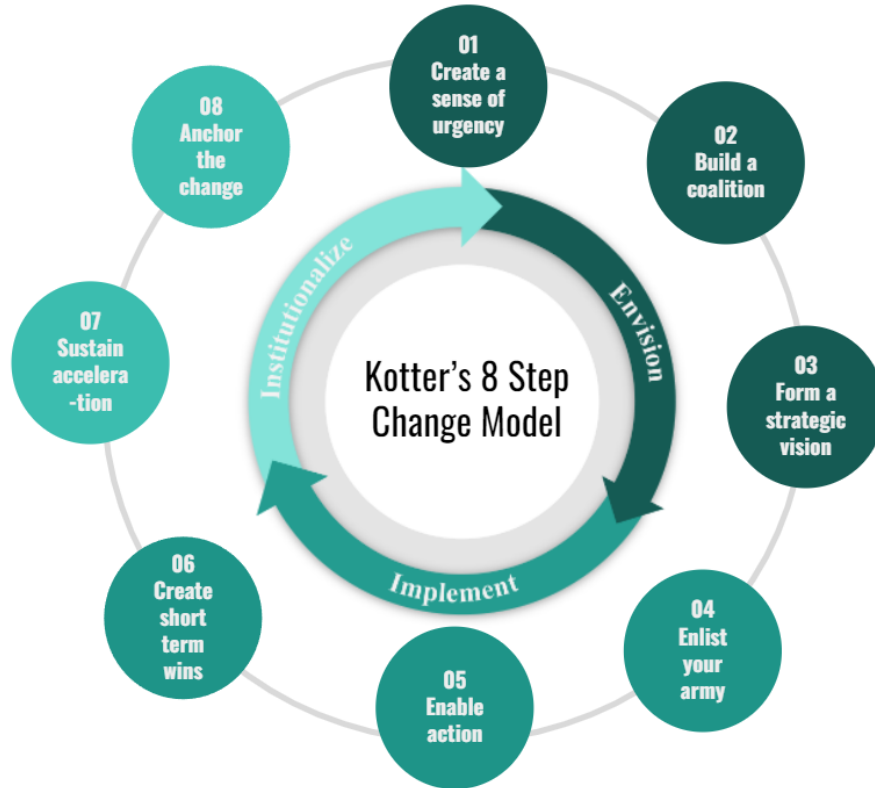 01
Create a
sense of
urgency
02
Build a
coalition
03
Form a
strategic
vision
04
Enlist
your
army
05
Enable
action
06
Create
short
term
wins
07
Sustain
accelera
-tion
08
Anchor
the
change
Envision
Implement
Institutionalize
Kotter’s 8 Step
Change Model